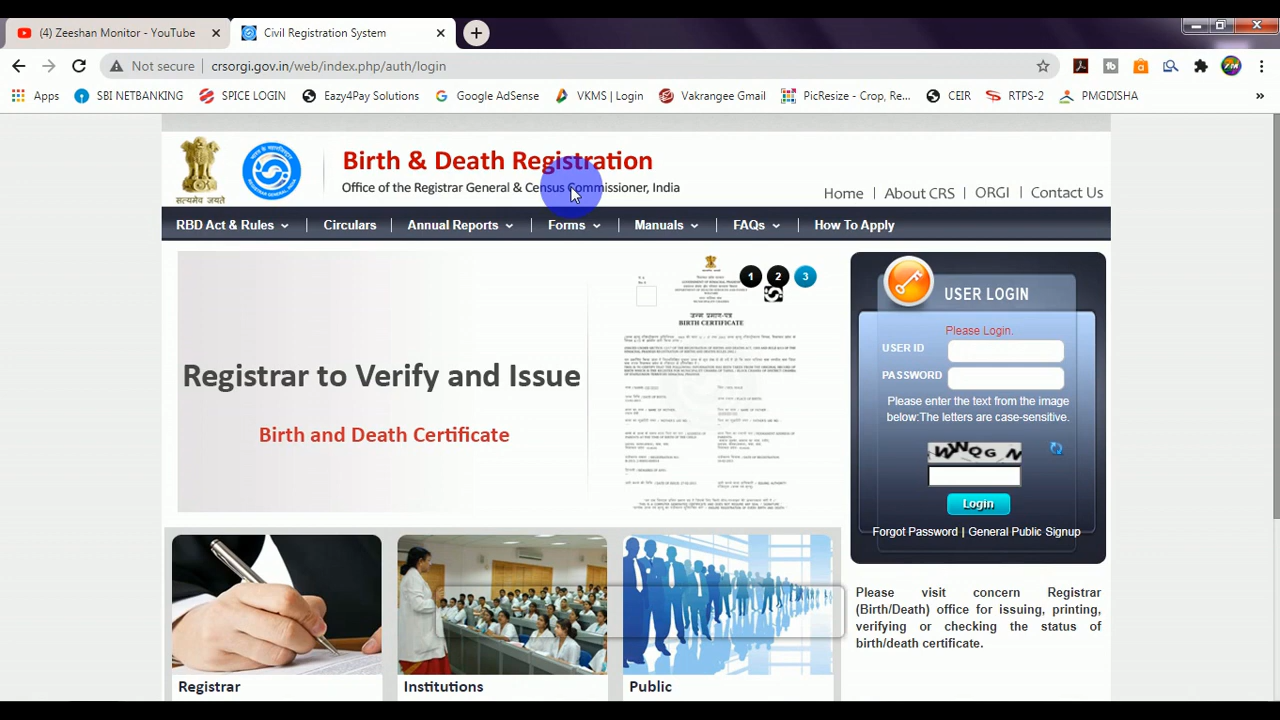 (4) Zeeshan Monitor - YouTube
Civil Registration System
Not secure
crsorgi.gov.in/web/index.php/auth/login
Apps
SBI NETBANKING
SPICE LOGIN
Eazy4Pay Solutions
Google AdSense
VKMS | Login
Vakrangee Gmail
PicResize - Crop, Re...
CEIR
RTPS-2
PMGDISHA
»
सत्यमेव जयते
Birth & Death Registration
Office of the Registrar General & Census Commissioner, India
Home
About CRS
ORGI
Contact Us
RBD Act & Rules
Circulars
Annual Reports
Forms
Manuals
FAQs
How To Apply
Registrar to Verify and Issue
Birth and Death Certificate
1 2 3
जन्म प्रमाण-पत्र
BIRTH CERTIFICATE
USER LOGIN
Please Login.
USER ID
PASSWORD
Please enter the text from the image
below:The letters are case-sensitive
Login
Forgot Password | General Public Signup
Please visit concern Registrar
(Birth/Death) office for issuing, printing,
verifying or checking the status of
birth/death certificate.
Registrar
Institutions
Public